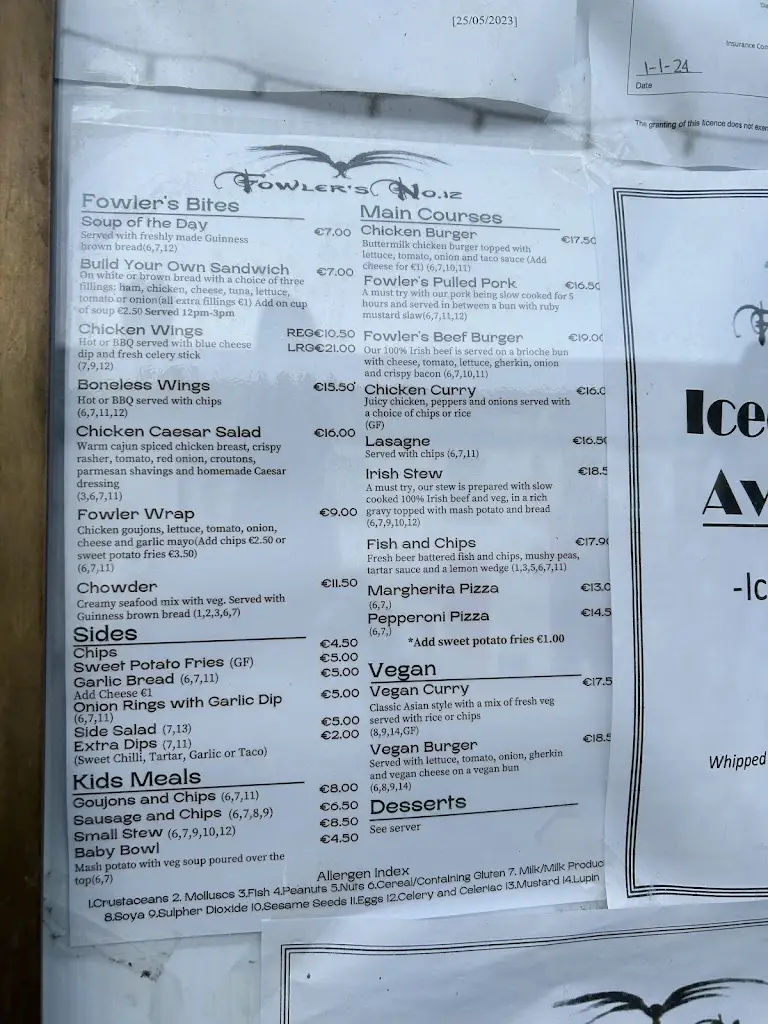 [25/05/2023]
Insurance Com
1-1-24
Date
The granting of this licence does not exem
FOWLER'S NO.12
Fowler's Bites
Soup of the Day €7.00
Served with freshly made Guinness
brown bread(6,7,12)
Build Your Own Sandwich €7.00
On white or brown bread with a choice of three
fillings: ham, chicken, cheese, tuna, lettuce,
tomato or onion(all extra fillings €1) Add on cup
of soup €2.50 Served 12pm-3pm
Chicken Wings REG€10.50
Hot or BBQ served with blue cheese LRG€21.00
dip and fresh celery stick
(7,9,12)
Boneless Wings €15.50
Hot or BBQ served with chips
(6,7,11,12)
Chicken Caesar Salad €16.00
Warm cajun spiced chicken breast, crispy
rasher, tomato, red onion, croutons,
parmesan shavings and homemade Caesar
dressing
(3,6,7,11)
Fowler Wrap €9.00
Chicken goujons, lettuce, tomato, onion,
cheese and garlic mayo(Add chips €2.50 or
sweet potato fries €3.50)
(6,7,11)
Chowder €11.50
Creamy seafood mix with veg. Served with
Guinness brown bread (1,2,3,6,7)
Sides
Chips €4.50
Sweet Potato Fries (GF) €5.00
Garlic Bread (6,7,11) €5.00
Add Cheese €1
Onion Rings with Garlic Dip €5.00
(6,7,11)
Side Salad (7,13) €5.00
Extra Dips (7,11) €2.00
(Sweet Chilli, Tartar, Garlic or Taco)
Kids Meals
Goujons and Chips (6,7,11) €8.00
Sausage and Chips (6,7,8,9) €6.50
Small Stew (6,7,9,10,12) €8.50
Baby Bowl €4.50
Mash potato with veg soup poured over the
top(6,7)
Main Courses
Chicken Burger €17.50
Buttermilk chicken burger topped with
lettuce, tomato, onion and taco sauce (Add
cheese for €1) (6,7,10,11)
Fowler's Pulled Pork €16.50
A must try with our pork being slow cooked for 5
hours and served in between a bun with ruby
mustard slaw(6,7,11,12)
Fowler's Beef Burger €19.00
Our 100% Irish beef is served on a brioche bun
with cheese, tomato, lettuce, gherkin, onion
and crispy bacon (6,7,10,11)
Chicken Curry €16.0
Juicy chicken, peppers and onions served with
a choice of chips or rice
(GF)
Lasagne €16.50
Served with chips (6,7,11)
Irish Stew €18.5
A must try, our stew is prepared with slow
cooked 100% Irish beef and veg, in a rich
gravy topped with mash potato and bread
(6,7,9,10,12)
Fish and Chips €17.90
Fresh beer battered fish and chips, mushy peas,
tartar sauce and a lemon wedge (1,3,5,6,7,11)
Margherita Pizza €13.0
(6,7,)
Pepperoni Pizza €14.5
(6,7,)
*Add sweet potato fries €1.00
Vegan
Vegan Curry €17.5
Classic Asian style with a mix of fresh veg
served with rice or chips
(8,9,14,GF)
Vegan Burger €18.5
Served with lettuce, tomato, onion, gherkin
and vegan cheese on a vegan bun
(6,8,9,14)
Desserts
See server
Allergen Index
1.Crustaceans 2. Molluscs 3.Fish 4.Peanuts 5.Nuts 6.Cereal/Containing Gluten 7. Milk/Milk Produc
8.Soya 9.Sulpher Dioxide 10.Sesame Seeds 11.Eggs 12.Celery and Celeriac 13.Mustard 14.Lupin
Ice
Av
-Ic
Whipped